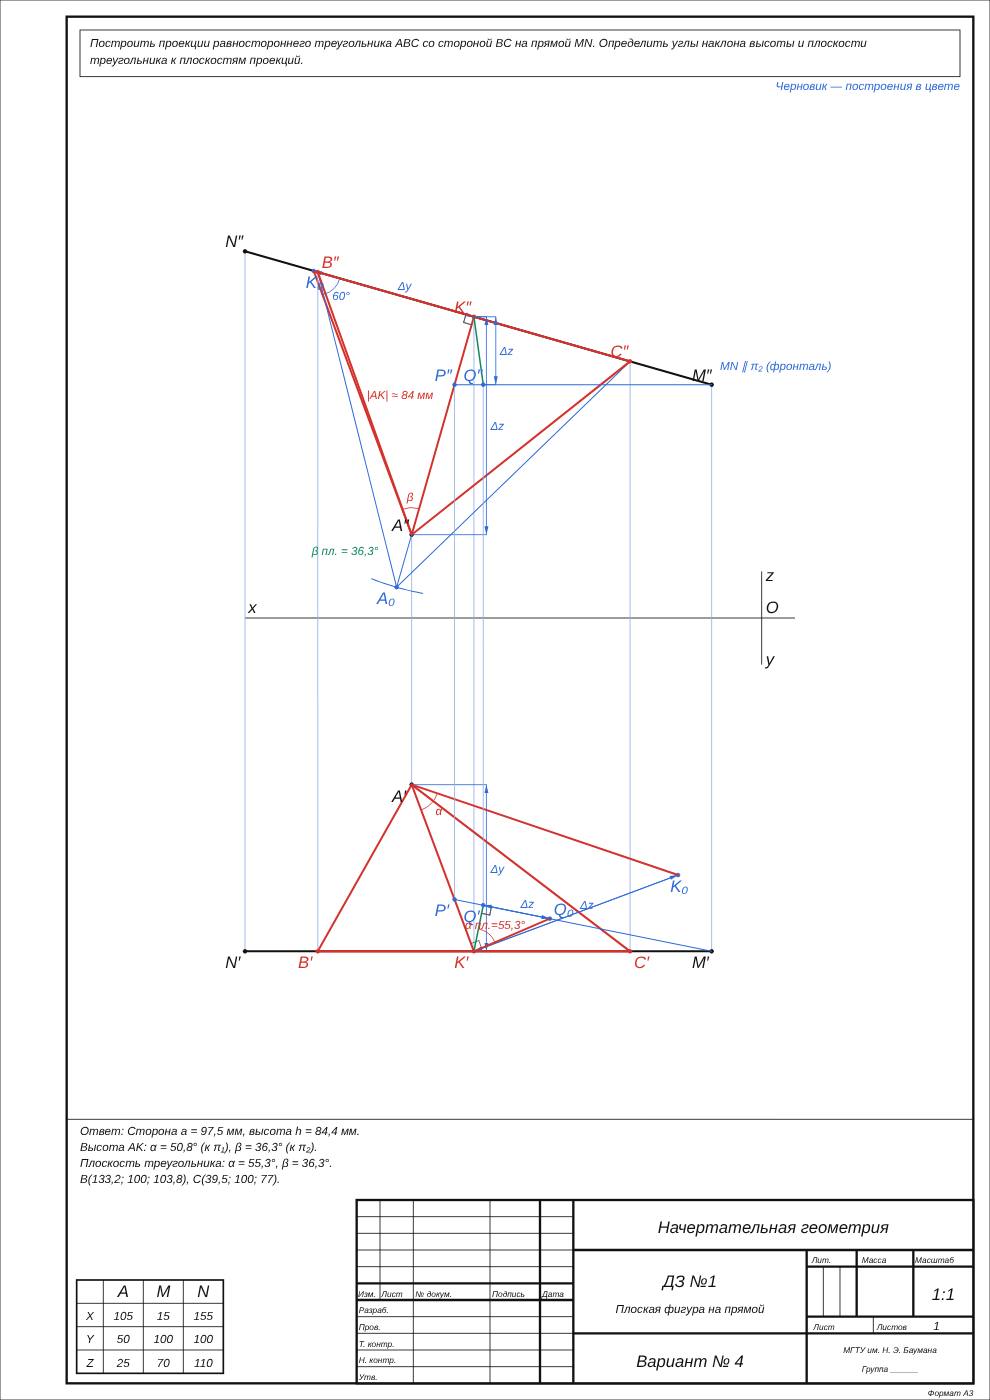 Построить проекции равностороннего треугольника ABC со стороной BC на прямой MN. Определить углы наклона высоты и плоскости
треугольника к плоскостям проекций.
Черновик — построения в цвете
N″
B″
K₀
60°
Δy
K″
Δz
C″
P″
Q″
M″
MN ∥ π₂ (фронталь)
|AK| ≈ 84 мм
Δz
β
A″
β пл. = 36,3°
A₀
z
x
O
y
A′
α
Δy
K₀
P′
Q′
Δz
Q₀
Δz
α пл.=55,3°
N′
B′
K′
C′
M′
Ответ: Сторона a = 97,5 мм, высота h = 84,4 мм.
Высота AK: α = 50,8° (к π₁), β = 36,3° (к π₂).
Плоскость треугольника: α = 55,3°, β = 36,3°.
B(133,2; 100; 103,8), C(39,5; 100; 77).
A M N
X 105 15 155
Y 50 100 100
Z 25 70 110
Изм. Лист № докум. Подпись Дата
Разраб.
Пров.
Т. контр.
Н. контр.
Утв.
Начертательная геометрия
ДЗ №1
Плоская фигура на прямой
Вариант № 4
Лит. Масса Масштаб
1:1
Лист Листов 1
МГТУ им. Н. Э. Баумана
Группа ______
Формат А3